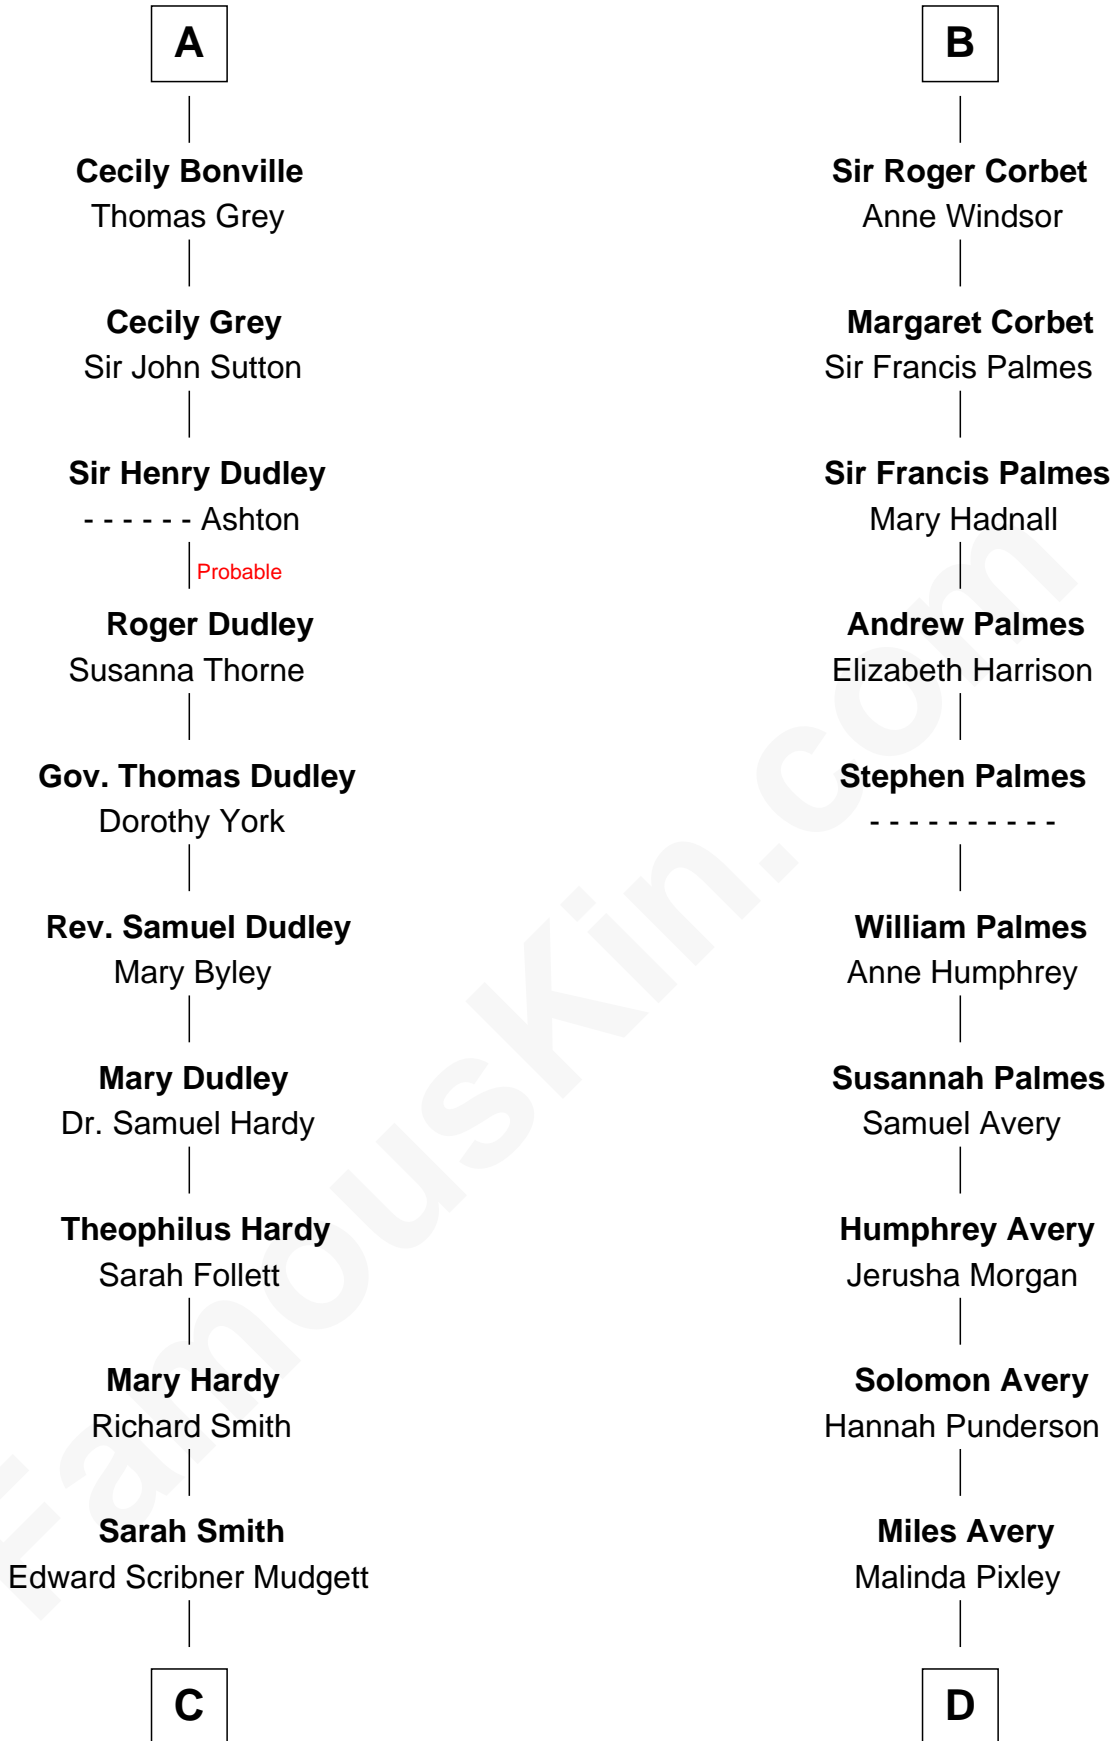 A
Cecily Bonville
Thomas Grey
Cecily Grey
Sir John Sutton
Sir Henry Dudley
- - - - - - Ashton
Probable
Roger Dudley
Susanna Thorne
Gov. Thomas Dudley
Dorothy York
Rev. Samuel Dudley
Mary Byley
Mary Dudley
Dr. Samuel Hardy
Theophilus Hardy
Sarah Follett
Mary Hardy
Richard Smith
Sarah Smith
Edward Scribner Mudgett
C
B
Sir Roger Corbet
Anne Windsor
Margaret Corbet
Sir Francis Palmes
Sir Francis Palmes
Mary Hadnall
Andrew Palmes
Elizabeth Harrison
Stephen Palmes
- - - - - - - - - -
William Palmes
Anne Humphrey
Susannah Palmes
Samuel Avery
Humphrey Avery
Jerusha Morgan
Solomon Avery
Hannah Punderson
Miles Avery
Malinda Pixley
D
FamousKin.com